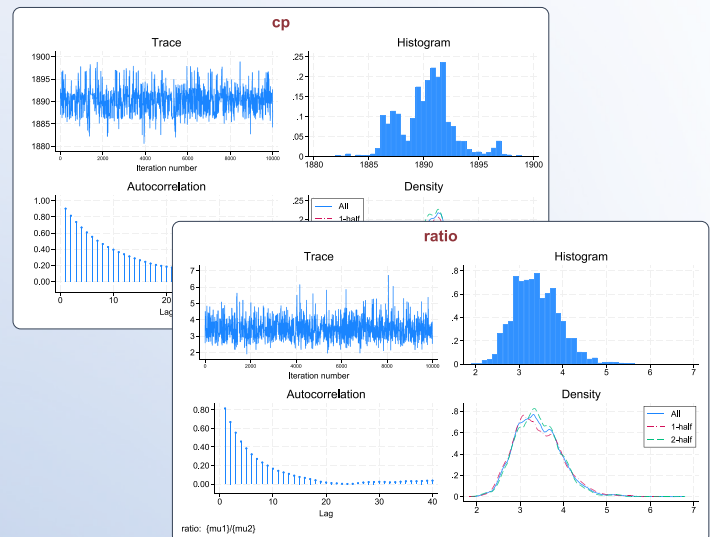 cp
Trace
1900
1895
1890
1885
1880
0 2000 4000 6000 8000 10000
Iteration number
Histogram
.25
.2
.15
.1
.05
0
1880 1885 1890 1895 1900
Autocorrelation
1.00
0.80
0.60
0.40
0.20
0.00
0 10 20
Density
.25
.2
All
1-half
ratio
Trace
7
6
5
4
3
2
0 2000 4000 6000 8000 10000
Iteration number
Histogram
.8
.6
.4
.2
0
2 3 4 5 6 7
Autocorrelation
0.80
0.60
0.40
0.20
0.00
0 10 20 30 40
Lag
Density
.8
.6
.4
.2
0
2 3 4 5 6 7
All
1-half
2-half
ratio: {mu1}/{mu2}